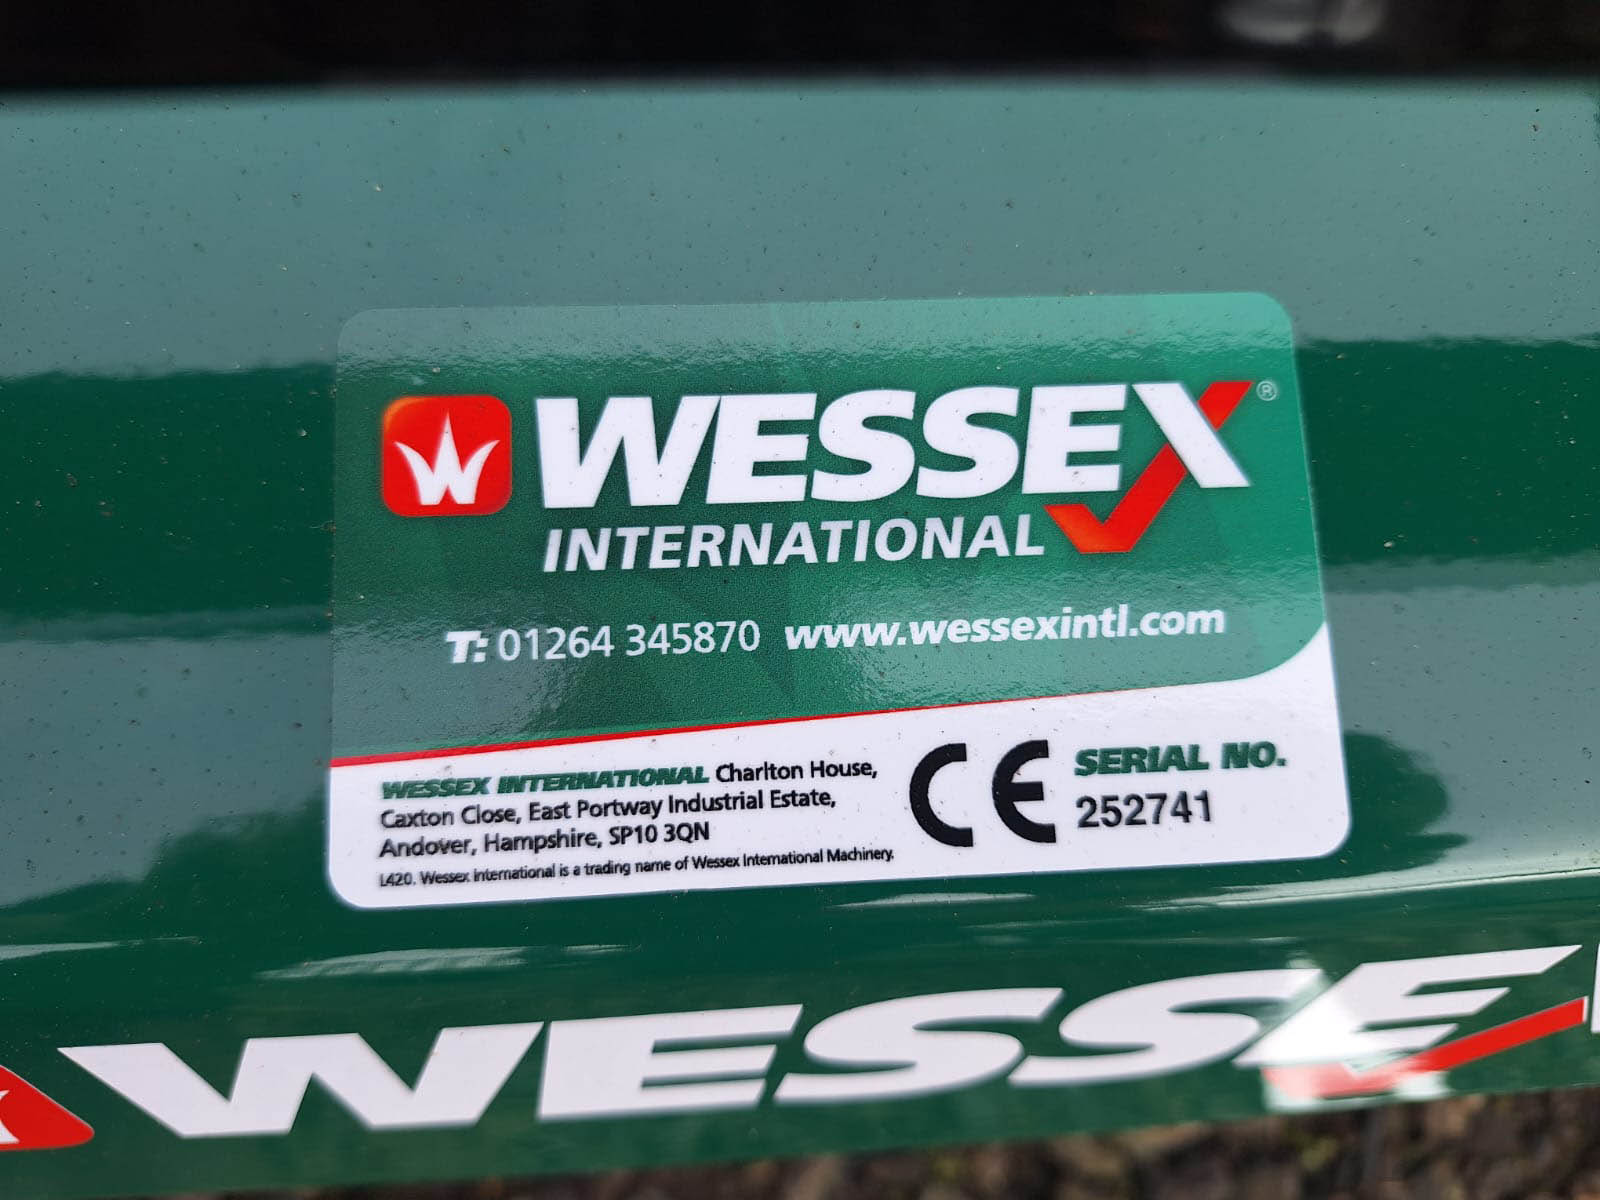 WESSEX®
INTERNATIONAL
T: 01264 345870 www.wessexintl.com
WESSEX INTERNATIONAL Charlton House,
Caxton Close, East Portway Industrial Estate,
Andover, Hampshire, SP10 3QN
L420. Wessex International is a trading name of Wessex International Machinery.
CE
SERIAL NO.
252741
WESSE